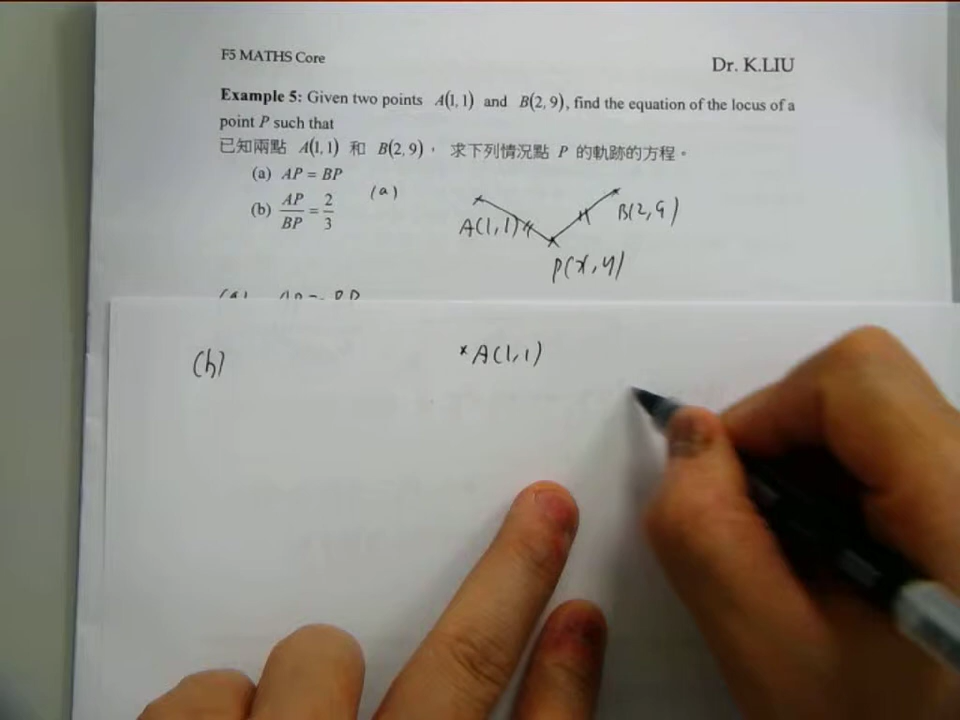 F5 MATHS Core
Dr. K.LIU
Example 5: Given two points A(1, 1) and B(2, 9), find the equation of the locus of a
point P such that
已知兩點 A(1, 1) 和 B(2, 9)， 求下列情況點 P 的軌跡的方程。
(a) AP = BP
(b) AP/BP = 2/3
(a)
A(1,1)
B(2,9)
P(x,y)
(a) AP = BP
(b)
A(1,1)